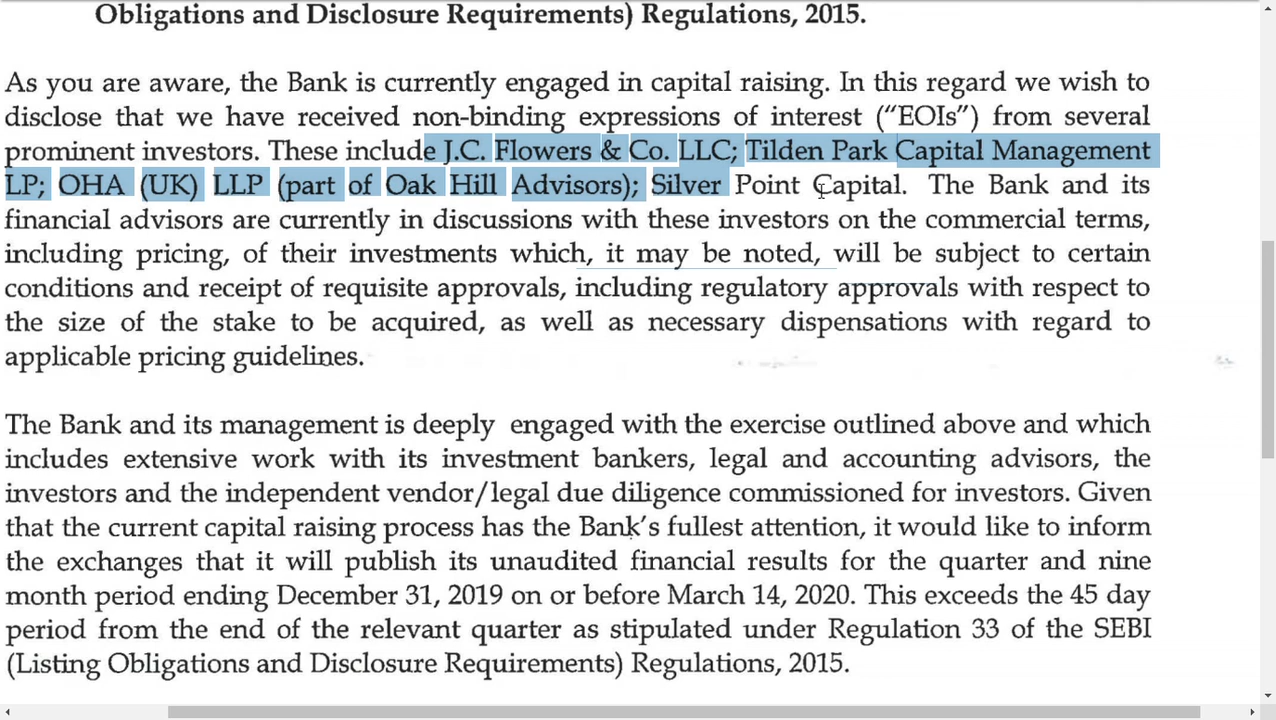 Obligations and Disclosure Requirements) Regulations, 2015.
As you are aware, the Bank is currently engaged in capital raising. In this regard we wish to
disclose that we have received non-binding expressions of interest (“EOIs”) from several
prominent investors. These include J.C. Flowers & Co. LLC; Tilden Park Capital Management
LP; OHA (UK) LLP (part of Oak Hill Advisors); Silver Point Capital. The Bank and its
financial advisors are currently in discussions with these investors on the commercial terms,
including pricing, of their investments which, it may be noted, will be subject to certain
conditions and receipt of requisite approvals, including regulatory approvals with respect to
the size of the stake to be acquired, as well as necessary dispensations with regard to
applicable pricing guidelines.
The Bank and its management is deeply engaged with the exercise outlined above and which
includes extensive work with its investment bankers, legal and accounting advisors, the
investors and the independent vendor/legal due diligence commissioned for investors. Given
that the current capital raising process has the Bank's fullest attention, it would like to inform
the exchanges that it will publish its unaudited financial results for the quarter and nine
month period ending December 31, 2019 on or before March 14, 2020. This exceeds the 45 day
period from the end of the relevant quarter as stipulated under Regulation 33 of the SEBI
(Listing Obligations and Disclosure Requirements) Regulations, 2015.